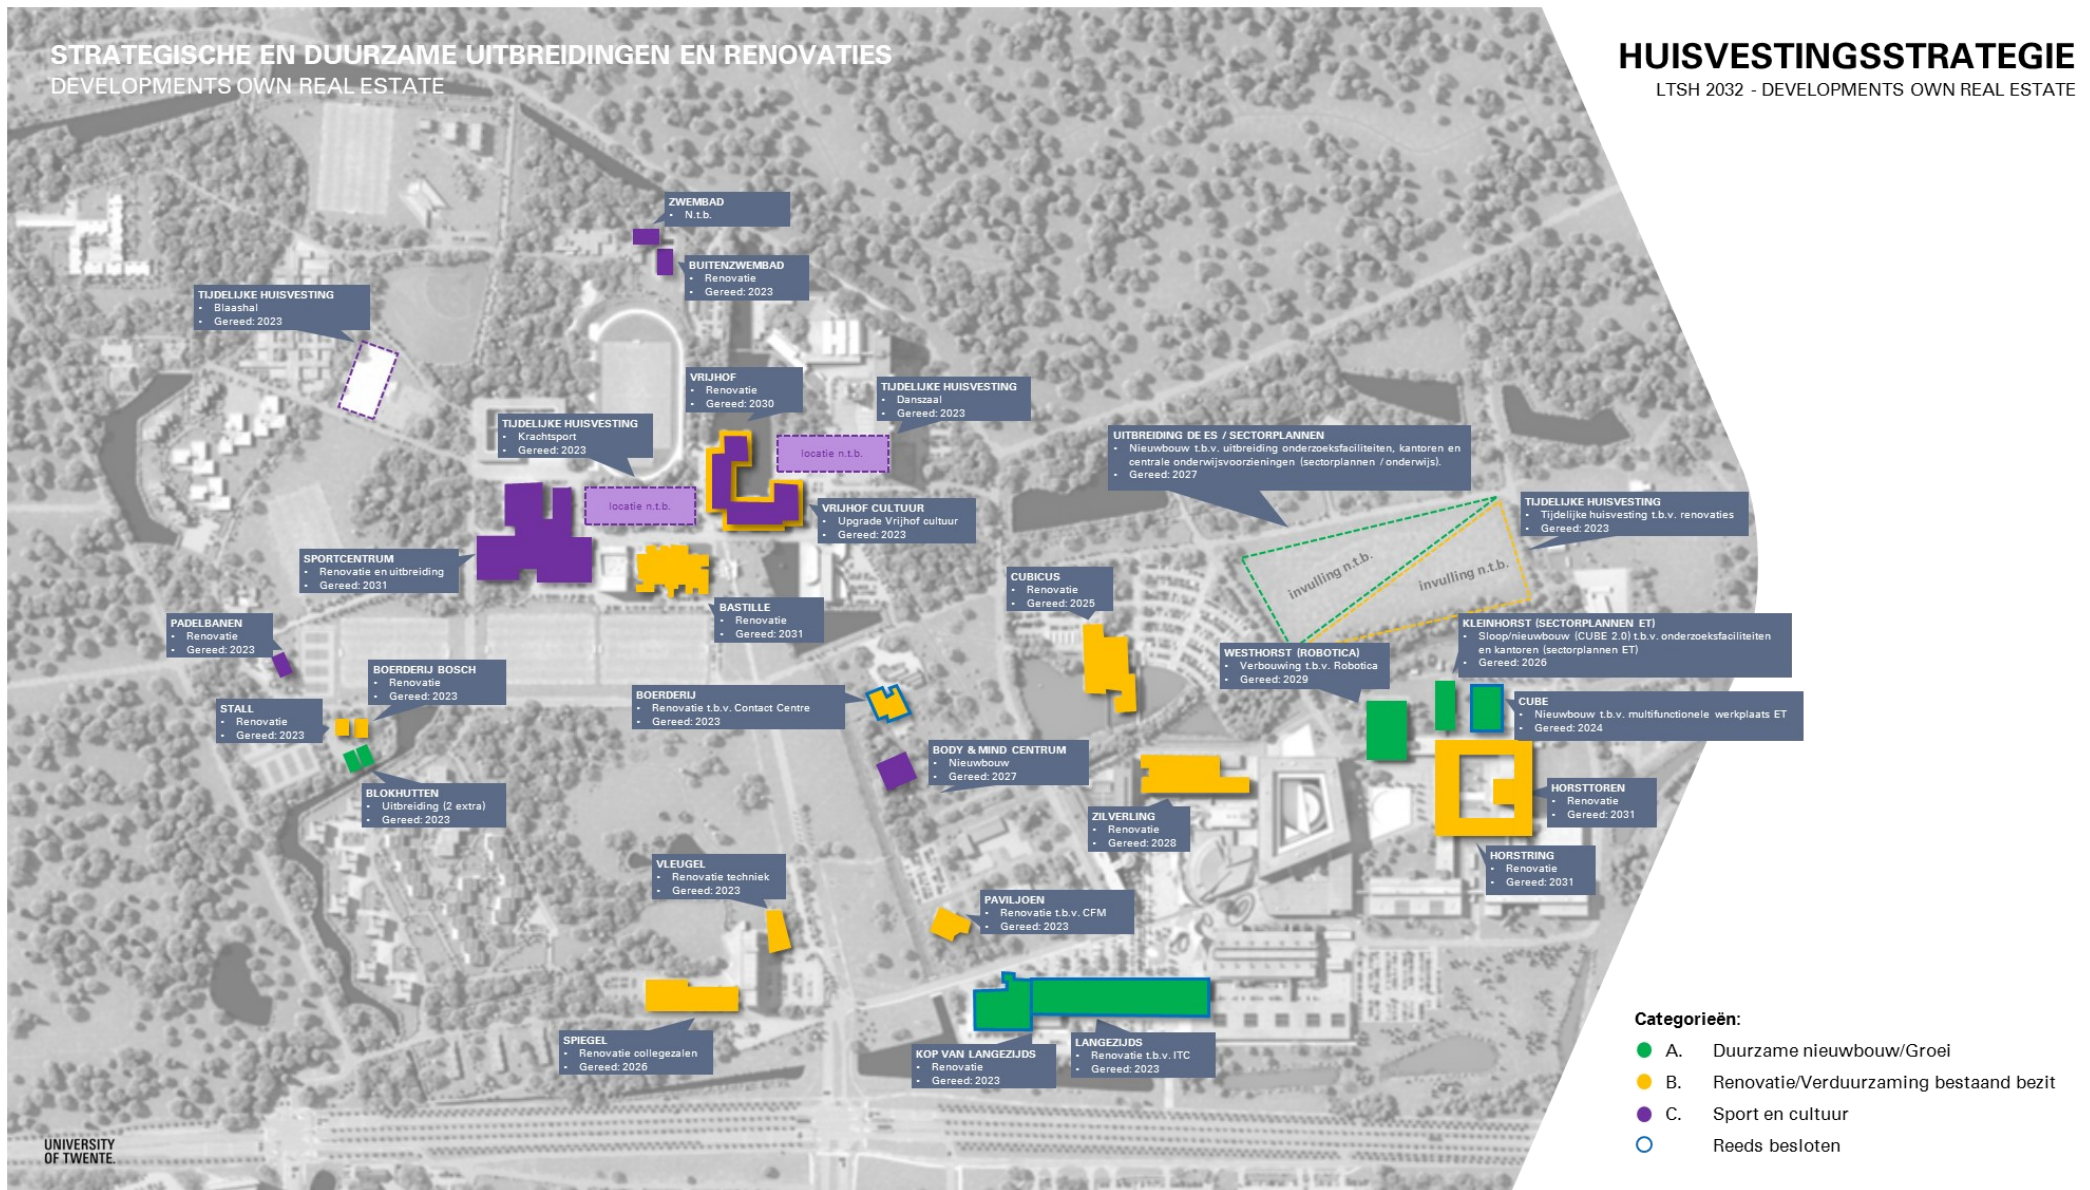 STRATEGISCHE EN DUURZAME UITBREIDINGEN EN RENOVATIES
DEVELOPMENTS OWN REAL ESTATE
HUISVESTINGSSTRATEGIE
LTSH 2032 - DEVELOPMENTS OWN REAL ESTATE
ZWEMBAD
• N.t.b.
BUITENZWEMBAD
• Renovatie
• Gereed: 2023
TIJDELIJKE HUISVESTING
• Blaashal
• Gereed: 2023
VRIJHOF
• Renovatie
• Gereed: 2030
TIJDELIJKE HUISVESTING
• Danszaal
• Gereed: 2023
TIJDELIJKE HUISVESTING
• Krachtsport
• Gereed: 2023
locatie n.t.b.
locatie n.t.b.
UITBREIDING DE ES / SECTORPLANNEN
• Nieuwbouw t.b.v. uitbreiding onderzoeksfaciliteiten, kantoren en
centrale onderwijsvoorzieningen (sectorplannen / onderwijs).
• Gereed: 2027
TIJDELIJKE HUISVESTING
• Tijdelijke huisvesting t.b.v. renovaties
• Gereed: 2023
VRIJHOF CULTUUR
• Upgrade Vrijhof cultuur
• Gereed: 2023
invulling n.t.b.
invulling n.t.b.
SPORTCENTRUM
• Renovatie en uitbreiding
• Gereed: 2031
CUBICUS
• Renovatie
• Gereed: 2025
BASTILLE
• Renovatie
• Gereed: 2031
PADELBANEN
• Renovatie
• Gereed: 2023
KLEINHORST (SECTORPLANNEN ET)
• Sloop/nieuwbouw (CUBE 2.0) t.b.v. onderzoeksfaciliteiten
en kantoren (sectorplannen ET)
• Gereed: 2026
WESTHORST (ROBOTICA)
• Verbouwing t.b.v. Robotica
• Gereed: 2029
BOERDERIJ BOSCH
• Renovatie
• Gereed: 2023
BOERDERIJ
• Renovatie t.b.v. Contact Centre
• Gereed: 2023
STALL
• Renovatie
• Gereed: 2023
CUBE
• Nieuwbouw t.b.v. multifunctionele werkplaats ET
• Gereed: 2024
BODY & MIND CENTRUM
• Nieuwbouw
• Gereed: 2027
BLOKHUTTEN
• Uitbreiding (2 extra)
• Gereed: 2023
HORSTTOREN
• Renovatie
• Gereed: 2031
ZILVERLING
• Renovatie
• Gereed: 2028
HORSTRING
• Renovatie
• Gereed: 2031
VLEUGEL
• Renovatie techniek
• Gereed: 2023
PAVILJOEN
• Renovatie t.b.v. CFM
• Gereed: 2023
SPIEGEL
• Renovatie collegezalen
• Gereed: 2026
KOP VAN LANGEZIJDS
• Renovatie
• Gereed: 2023
LANGEZIJDS
• Renovatie t.b.v. ITC
• Gereed: 2023
Categorieën:
A. Duurzame nieuwbouw/Groei
B. Renovatie/Verduurzaming bestaand bezit
C. Sport en cultuur
Reeds besloten
UNIVERSITY
OF TWENTE.